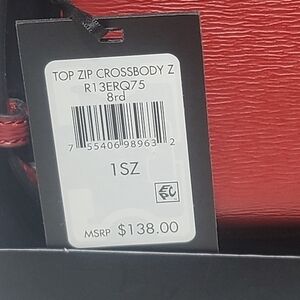 TOP ZIP CROSSBODY Z
R13ERQ75
8rd
7 55406 98963 2
1SZ
MSRP $138.00